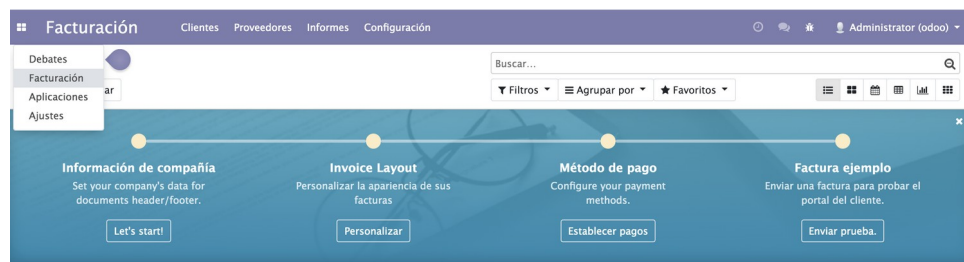 Facturación Clientes Proveedores Informes Configuración Administrator (odoo)
Debates
Facturación
Aplicaciones
Ajustes
ar
Buscar...
Filtros Agrupar por Favoritos
Información de compañía
Set your company's data for
documents header/footer.
Let's start!
Invoice Layout
Personalizar la apariencia de sus
facturas
Personalizar
Método de pago
Configure your payment
methods.
Establecer pagos
Factura ejemplo
Enviar una factura para probar el
portal del cliente.
Enviar prueba.